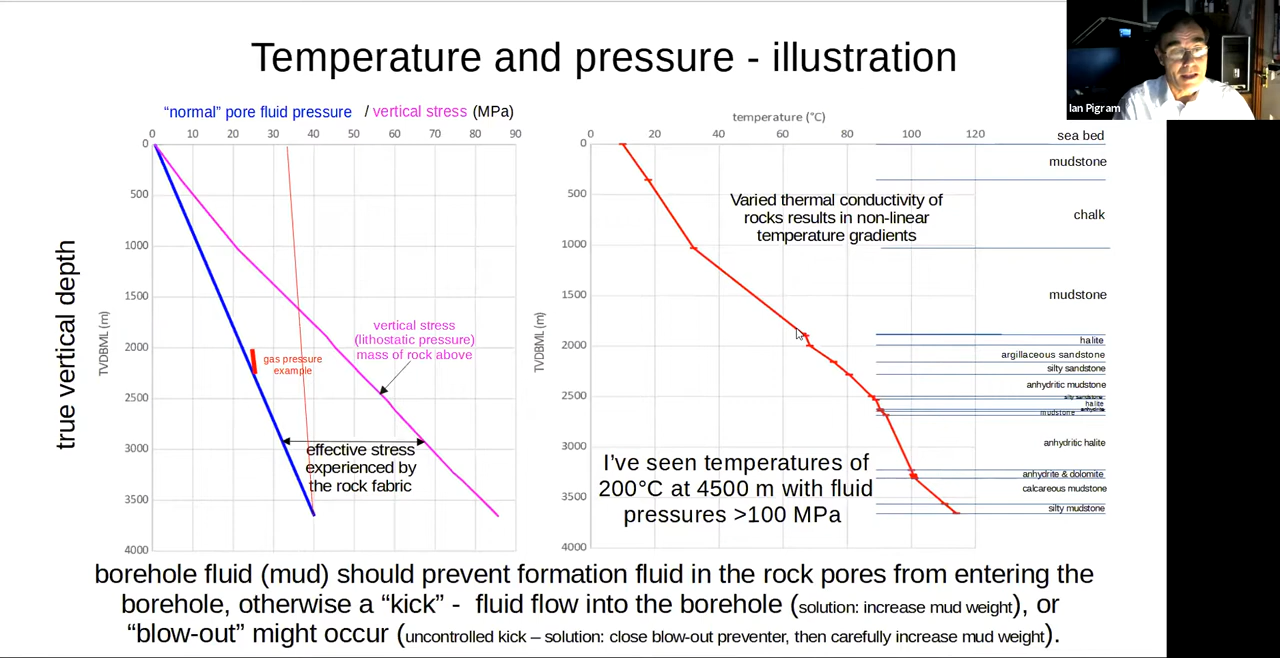 Temperature and pressure - illustration
Ian Pigram
"normal" pore fluid pressure / vertical stress (MPa)
0 10 20 30 40 50 60 70 80 90
0
500
1000
1500
2000
2500
3000
3500
4000
true vertical depth
TVDBML (m)
gas pressure
example
vertical stress
(lithostatic pressure)
mass of rock above
effective stress
experienced by
the rock fabric
temperature (°C)
0 20 40 60 80 100 120
0
500
1000
1500
2000
2500
3000
3500
4000
TVDBML (m)
Varied thermal conductivity of
rocks results in non-linear
temperature gradients
I've seen temperatures of
200°C at 4500 m with fluid
pressures >100 MPa
sea bed
mudstone
chalk
mudstone
halite
argillaceous sandstone
silty sandstone
anhydritic mudstone
silty sandstone
halite
anhydrite
mudstone
anhydritic halite
anhydrite & dolomite
calcareous mudstone
silty mudstone
borehole fluid (mud) should prevent formation fluid in the rock pores from entering the
borehole, otherwise a "kick" - fluid flow into the borehole (solution: increase mud weight), or
"blow-out" might occur (uncontrolled kick – solution: close blow-out preventer, then carefully increase mud weight).